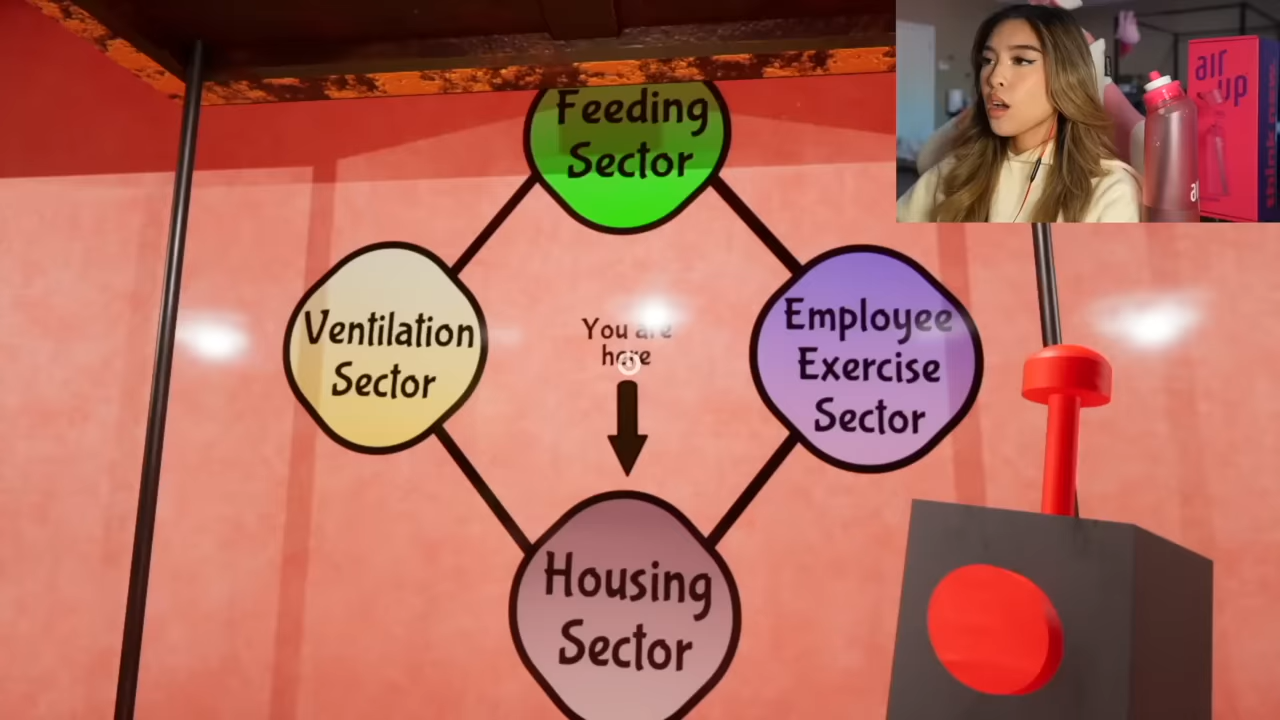 Feeding
Sector
air
up
Ventilation
Sector
You are
here
Employee
Exercise
Sector
Housing
Sector